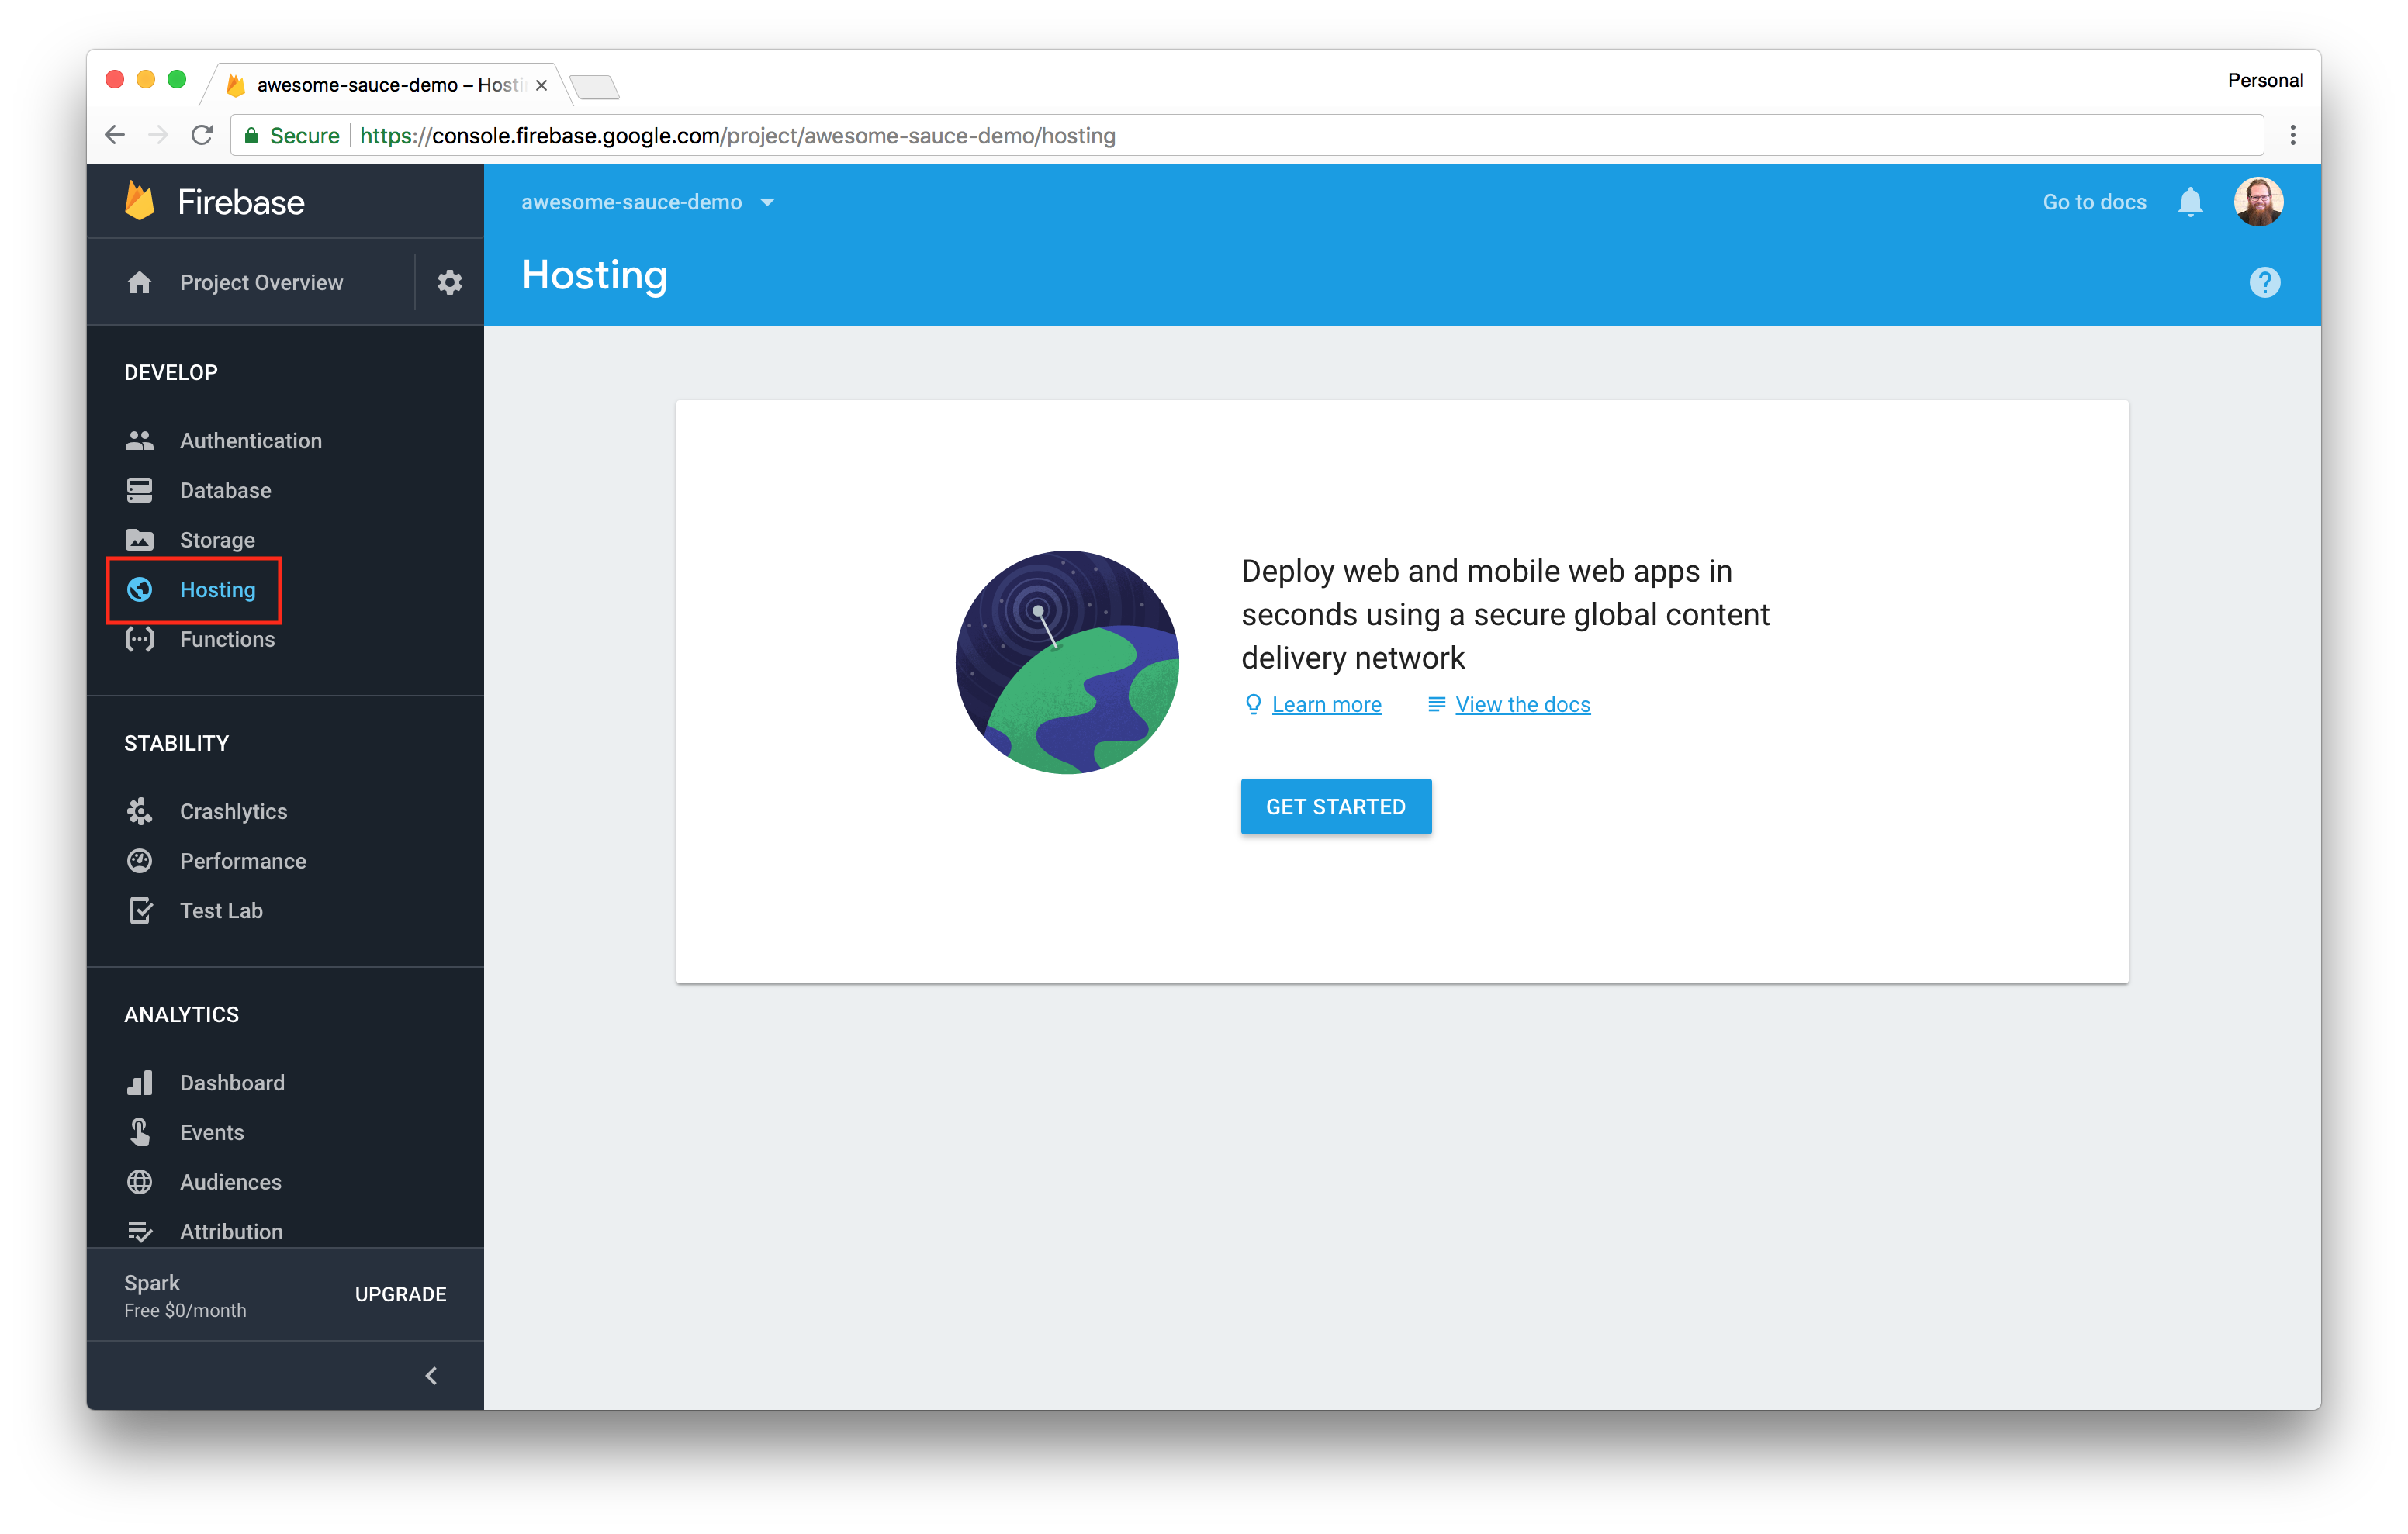 awesome-sauce-demo – Hosti
Personal
Secure https://console.firebase.google.com/project/awesome-sauce-demo/hosting
Firebase
awesome-sauce-demo
Go to docs
Project Overview
Hosting
?
DEVELOP
Authentication
Database
Storage
Hosting
Functions
STABILITY
Crashlytics
Performance
Test Lab
ANALYTICS
Dashboard
Events
Audiences
Attribution
Spark
Free $0/month
UPGRADE
Deploy web and mobile web apps in
seconds using a secure global content
delivery network
Learn more View the docs
GET STARTED